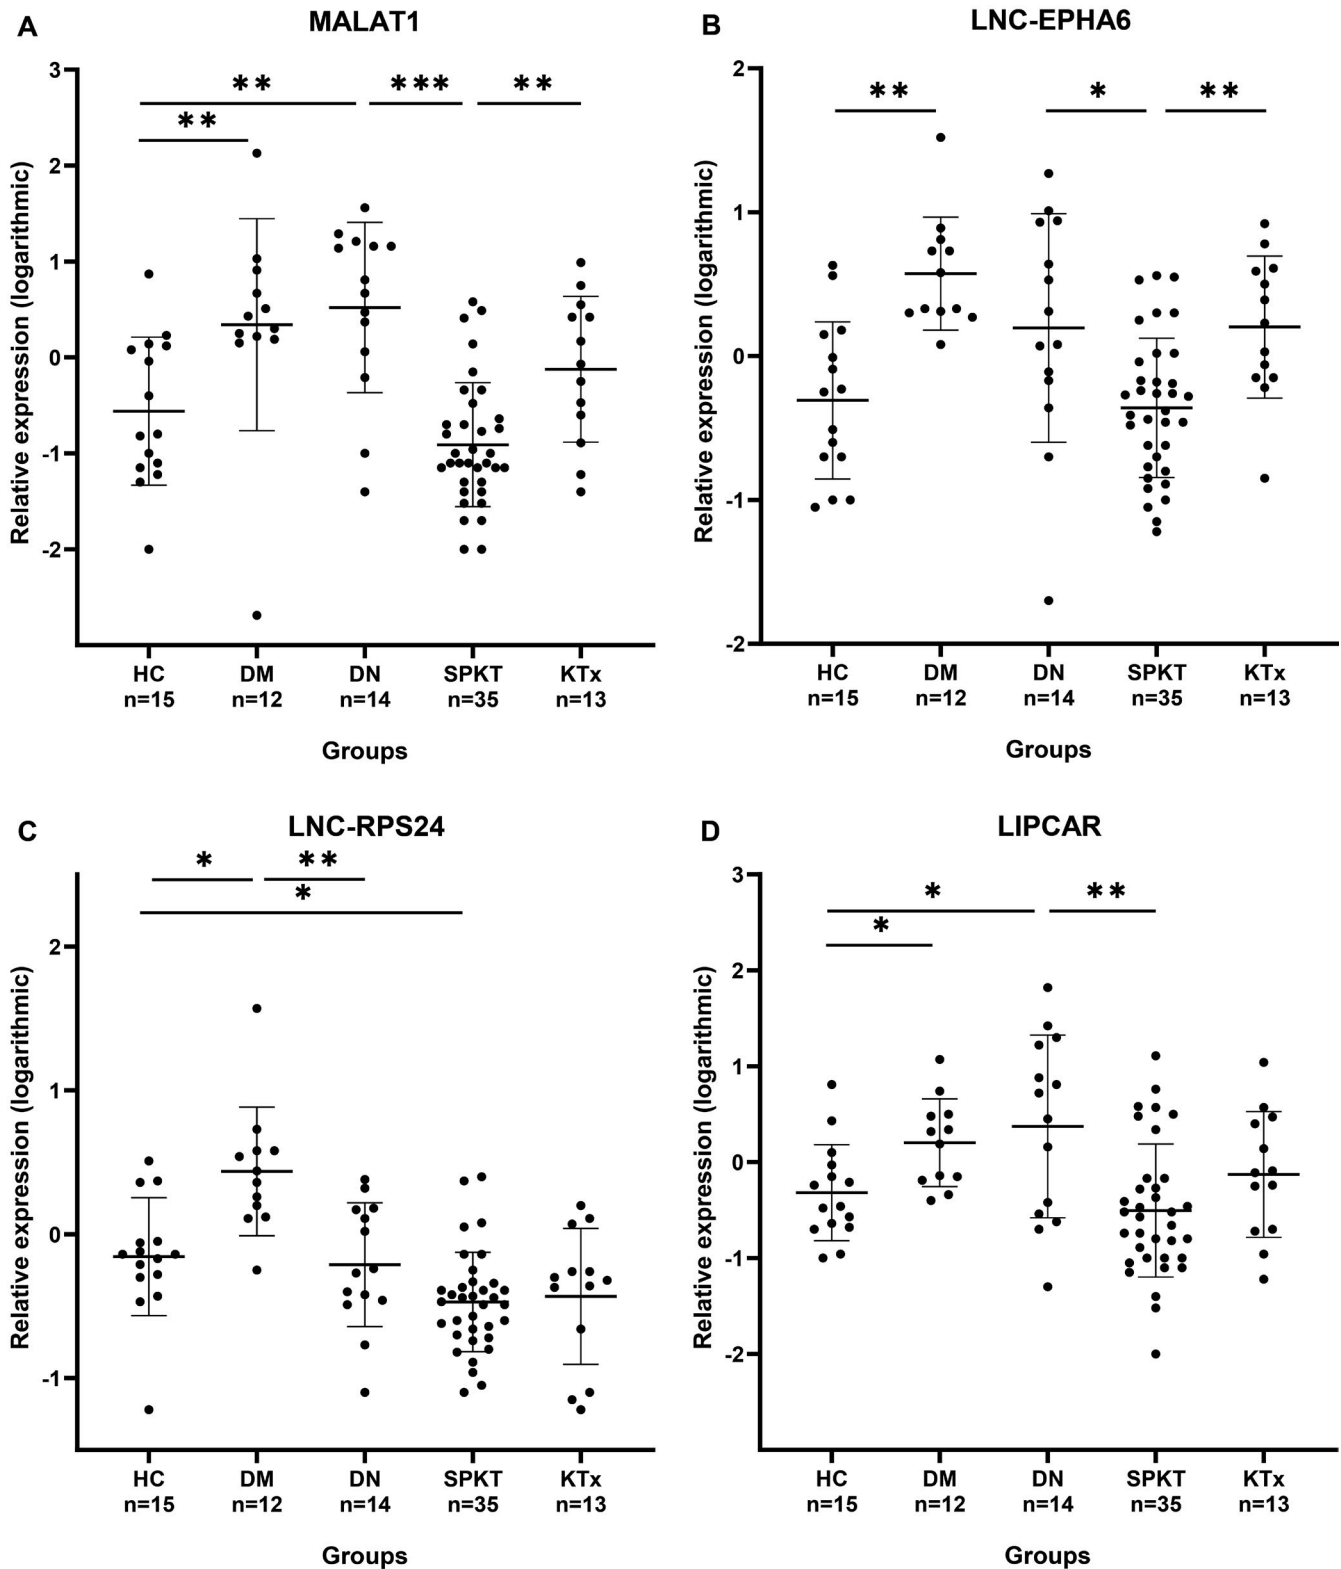 A
MALAT1
Relative expression (logarithmic)
3
2
1
0
-1
-2
** *** **
**
HC DM DN SPKT KTx
n=15 n=12 n=14 n=35 n=13
Groups
B
LNC-EPHA6
Relative expression (logarithmic)
2
1
0
-1
-2
** * **
HC DM DN SPKT KTx
n=15 n=12 n=14 n=35 n=13
Groups
C
LNC-RPS24
Relative expression (logarithmic)
2
1
0
-1
* **
*
HC DM DN SPKT KTx
n=15 n=12 n=14 n=35 n=13
Groups
D
LIPCAR
Relative expression (logarithmic)
3
2
1
0
-1
-2
* **
*
HC DM DN SPKT KTx
n=15 n=12 n=14 n=35 n=13
Groups